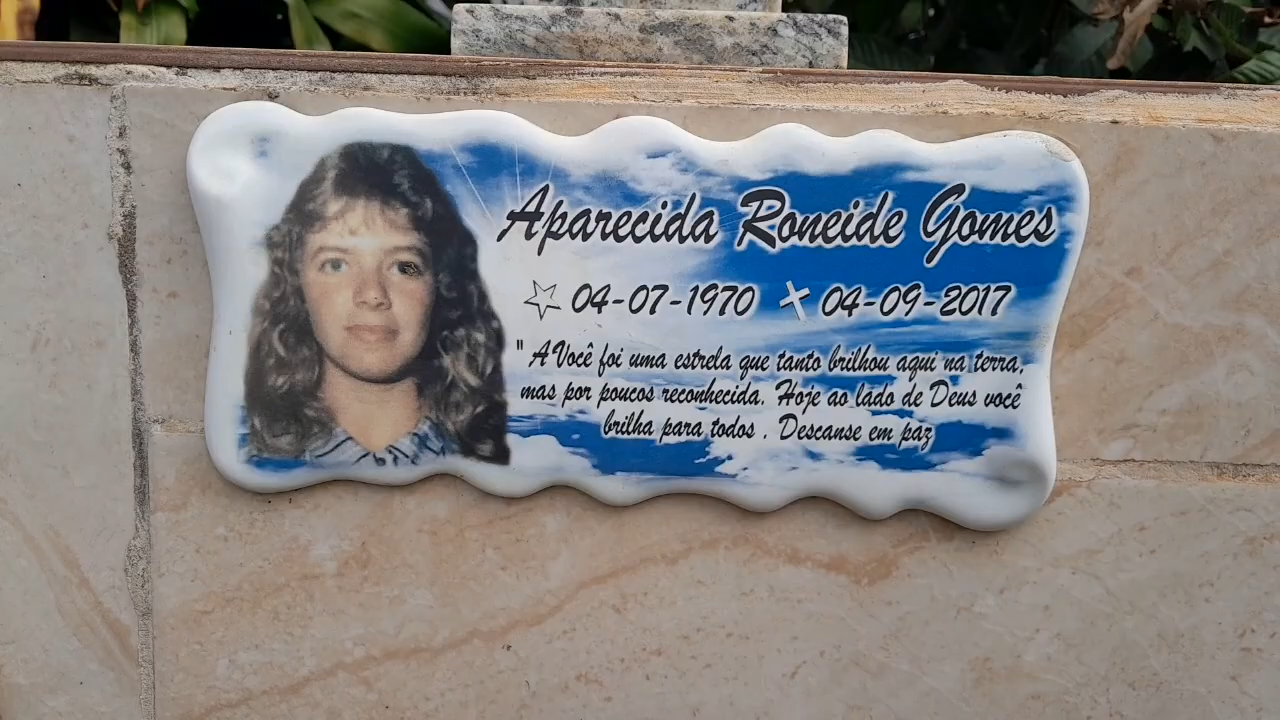 Aparecida Roneide Gomes
04-07-1970 04-09-2017
" A Você foi uma estrela que tanto brilhou aqui na terra,
mas por poucos reconhecida. Hoje ao lado de Deus você
brilha para todos . Descanse em paz